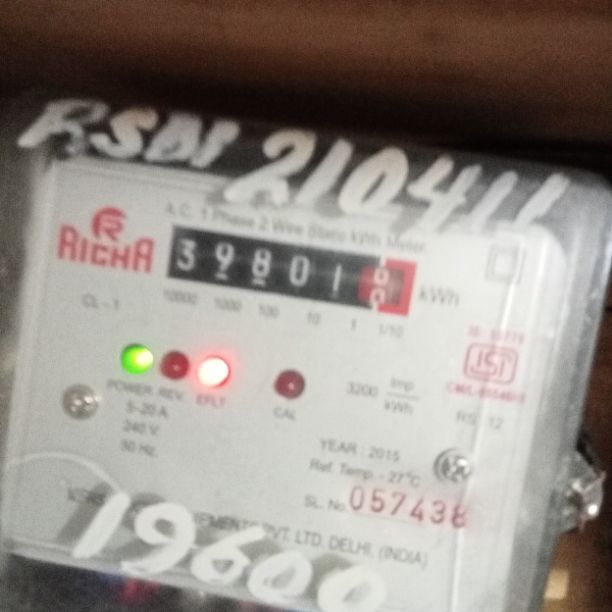 RSDI 210411
A.C. 1 Phase 2 Wire Static kWh Meter
RICHA
39801
kWh
CL - 1
10000 1000 100 10 1 1/10
POWER REV. EFLT CAL
3200 Imp/kWh
5-20 A
240 V
50 Hz.
YEAR : 2015
Ref. Temp. - 27°C
SL. No. 057438
PVT. LTD. DELHI, (INDIA)
19600